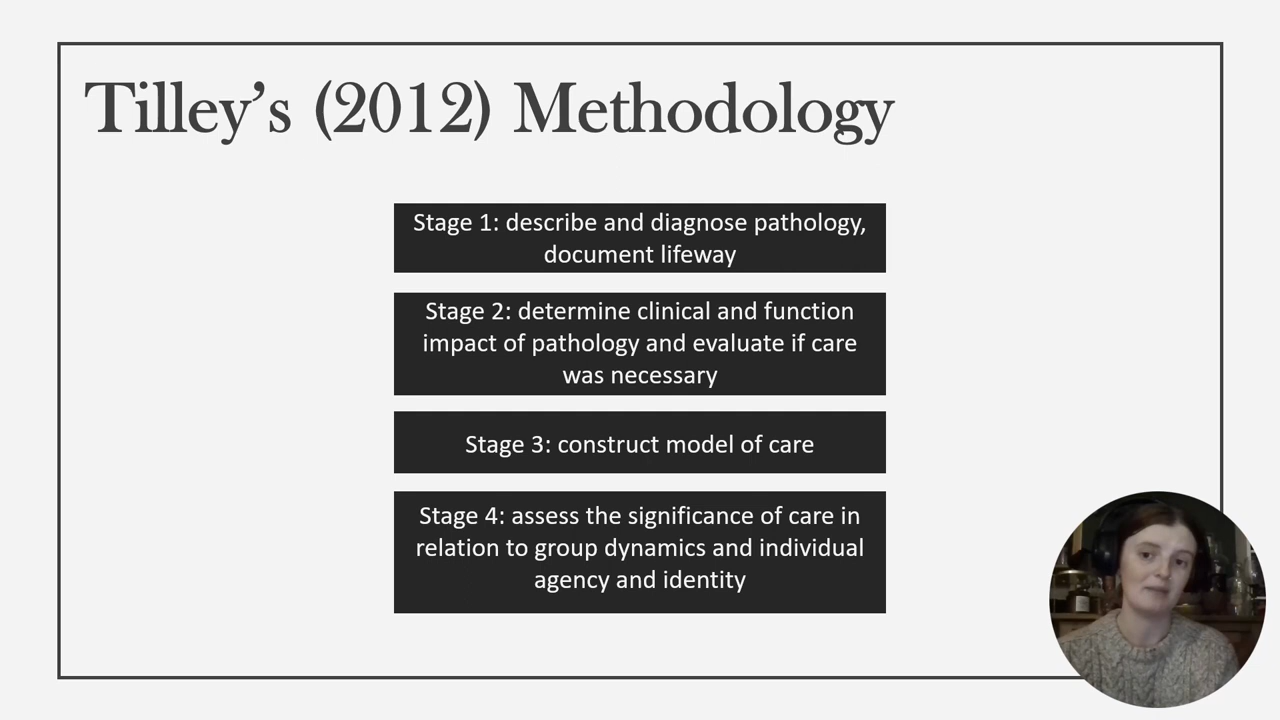 Tilley’s (2012) Methodology
Stage 1: describe and diagnose pathology,
document lifeway
Stage 2: determine clinical and function
impact of pathology and evaluate if care
was necessary
Stage 3: construct model of care
Stage 4: assess the significance of care in
relation to group dynamics and individual
agency and identity